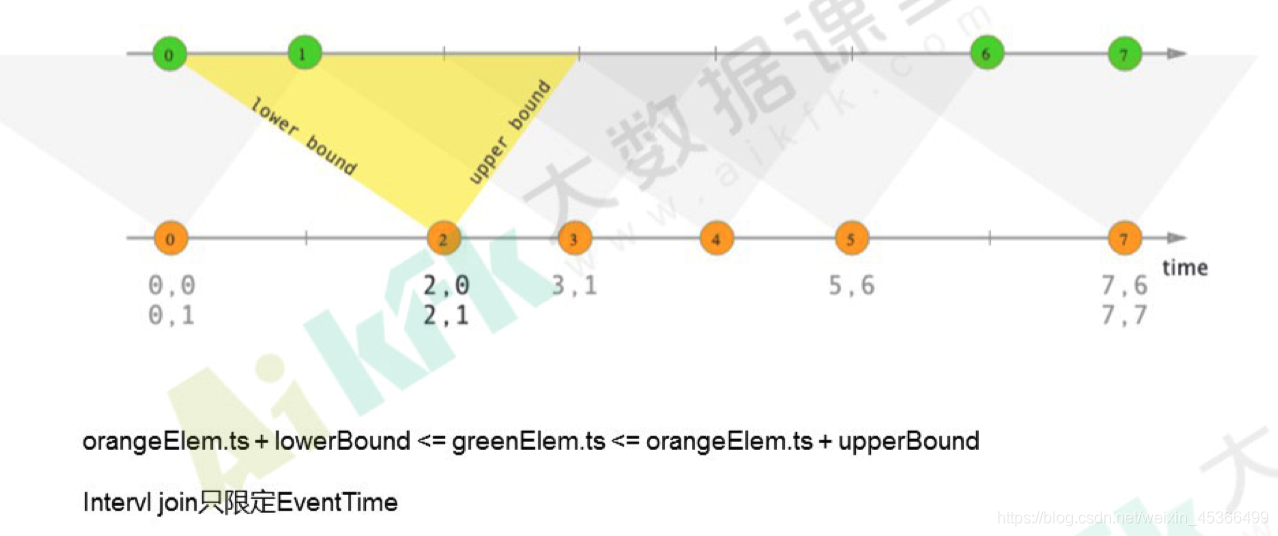 0 1 6 7
lower bound
upper bound
0 2 3 4 5 7
time
0,0 2,0 3,1 5,6 7,6
0,1 2,1 7,7
orangeElem.ts + lowerBound <= greenElem.ts <= orangeElem.ts + upperBound
Intervl join只限定EventTime
Aikfk
大数据课堂
www.aikfk.com
大
https://blog.csdn.net/weixin_45366499